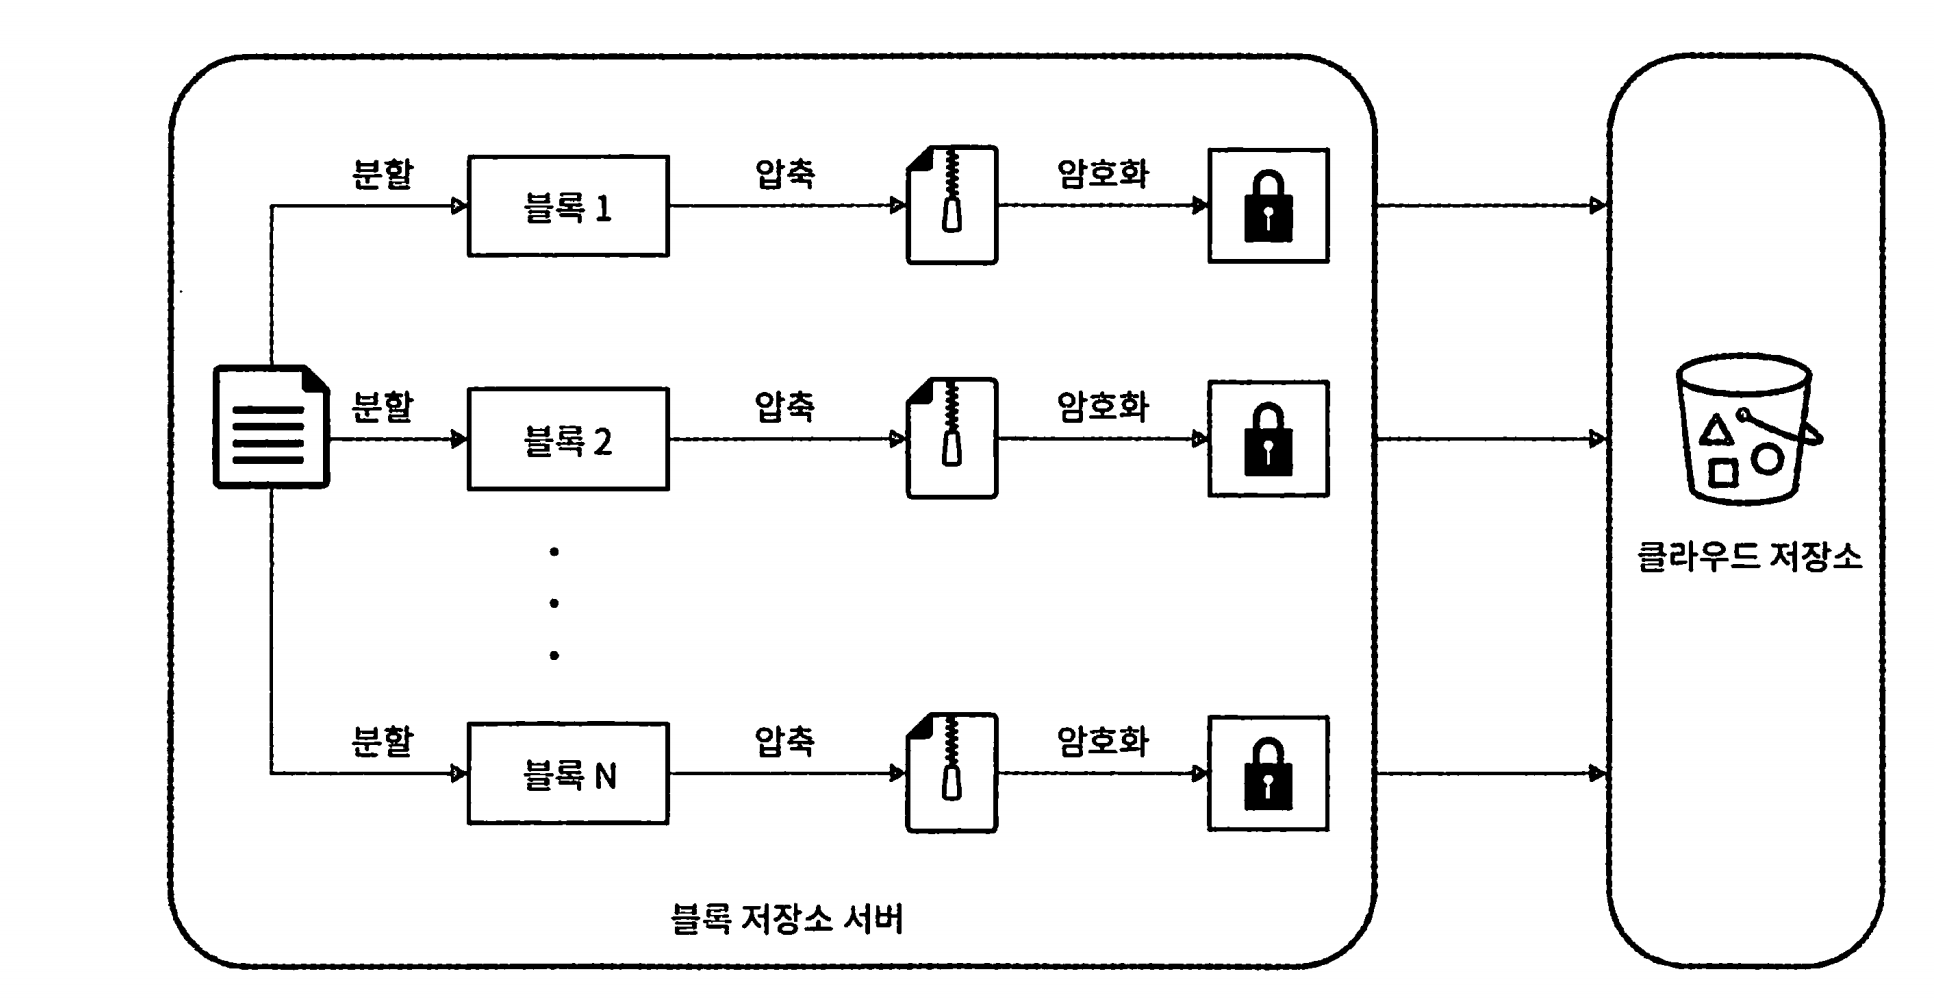 분할
블록 1
압축
암호화
분할
블록 2
압축
암호화
분할
블록 N
압축
암호화
블록 저장소 서버
클라우드 저장소